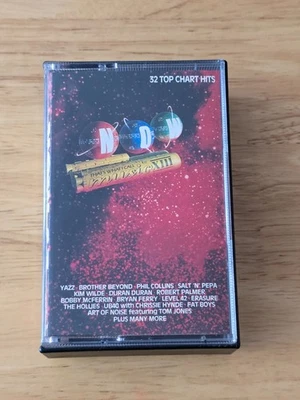 32 TOP CHART HITS
N O W
YAZZ · BROTHER BEYOND · PHIL COLLINS · SALT 'N' PEPA
KIM WILDE · DURAN DURAN · ROBERT PALMER
BOBBY McFERRIN · BRYAN FERRY · LEVEL 42 · ERASURE
THE HOLLIES · UB40 with CHRISSIE HYNDE · FAT BOYS
ART OF NOISE featuring TOM JONES
PLUS MANY MORE